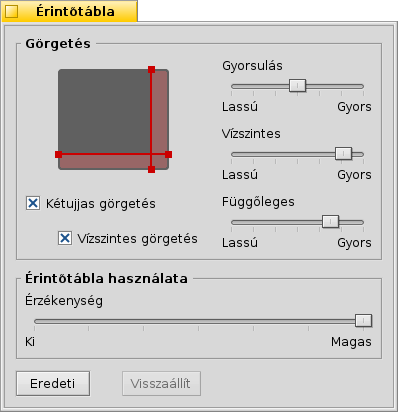 Érintőtábla
Görgetés
Gyorsulás
Lassú Gyors
Vízszintes
Lassú Gyors
Függőleges
Lassú Gyors
Kétujjas görgetés
Vízszintes görgetés
Érintőtábla használata
Érzékenység
Ki Magas
Eredeti Visszaállít